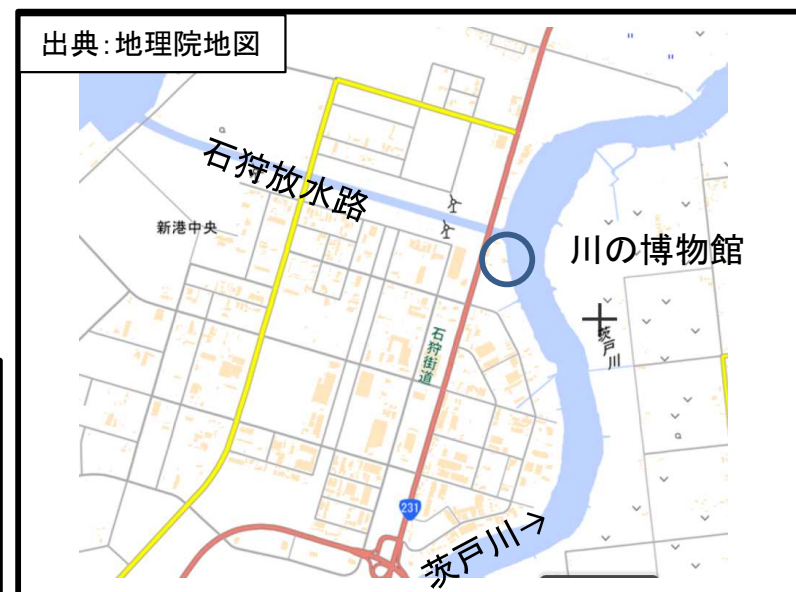 出典:地理院地図
石狩放水路
新港中央
川の博物館
茨戸川
石狩街道
231
茨戸川→